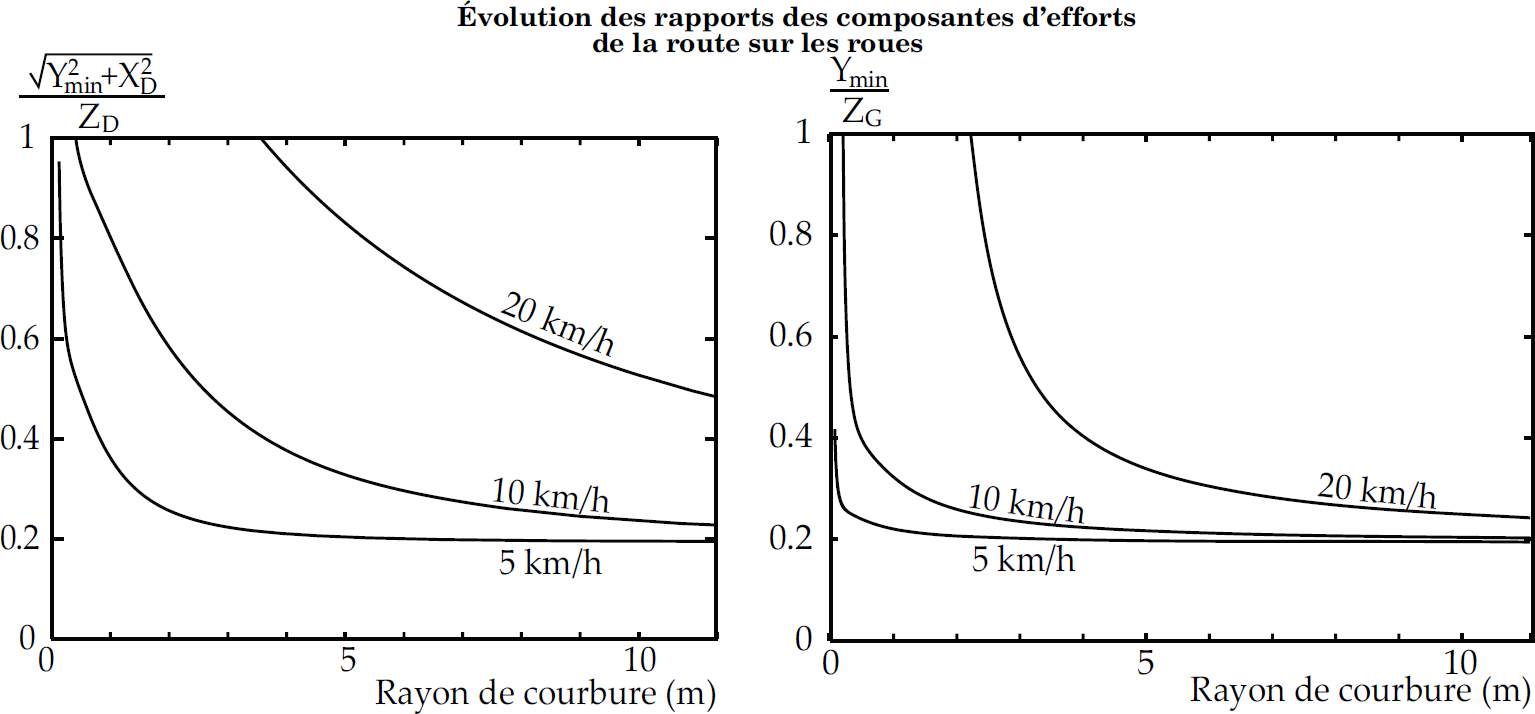 Évolution des rapports des composantes d'efforts
de la route sur les roues
√Y²min+X²D
ZD
1
0.8
0.6
0.4
0.2
0
0
5
10
20 km/h
10 km/h
5 km/h
Rayon de courbure (m)
Ymin
ZG
1
0.8
0.6
0.4
0.2
0
0
5
10
10 km/h
20 km/h
5 km/h
Rayon de courbure (m)